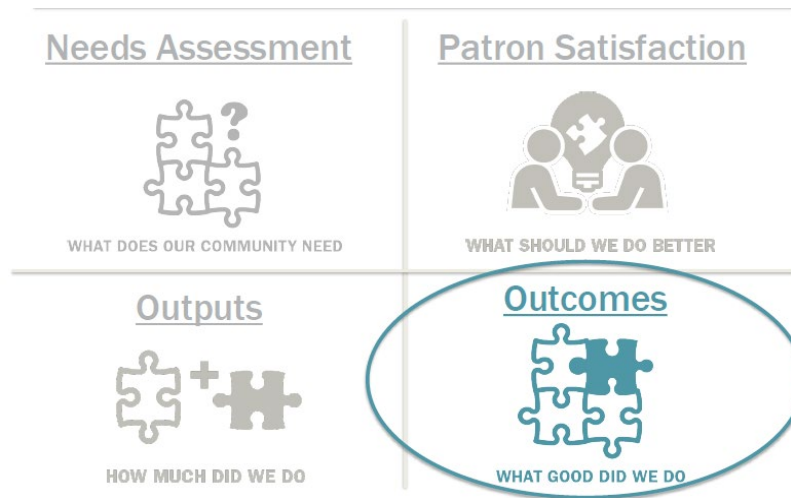 Needs Assessment
?
WHAT DOES OUR COMMUNITY NEED
Patron Satisfaction
WHAT SHOULD WE DO BETTER
Outputs
+
HOW MUCH DID WE DO
Outcomes
WHAT GOOD DID WE DO